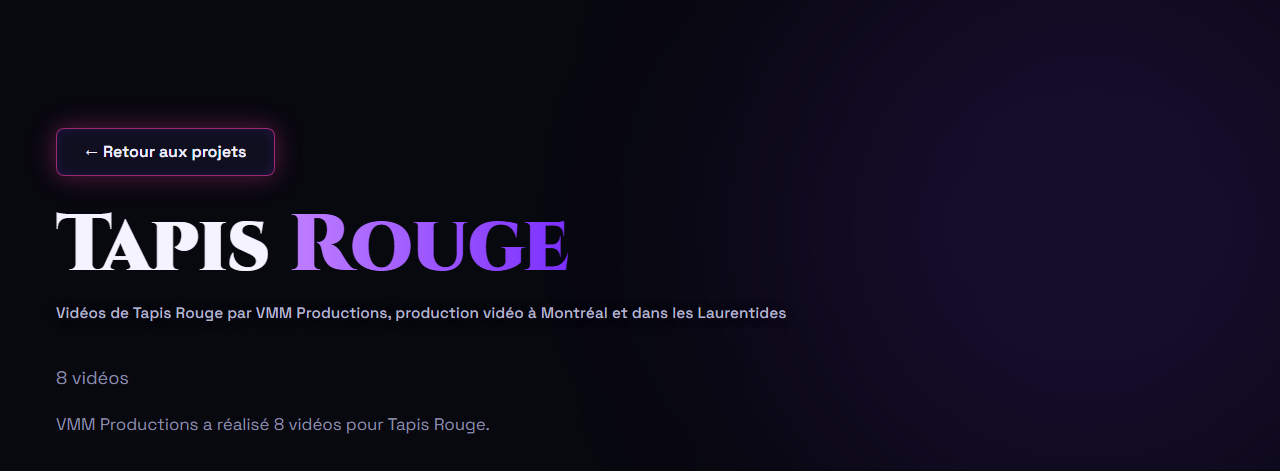 ← Retour aux projets
Tapis Rouge
Vidéos de Tapis Rouge par VMM Productions, production vidéo à Montréal et dans les Laurentides
8 vidéos
VMM Productions a réalisé 8 vidéos pour Tapis Rouge.